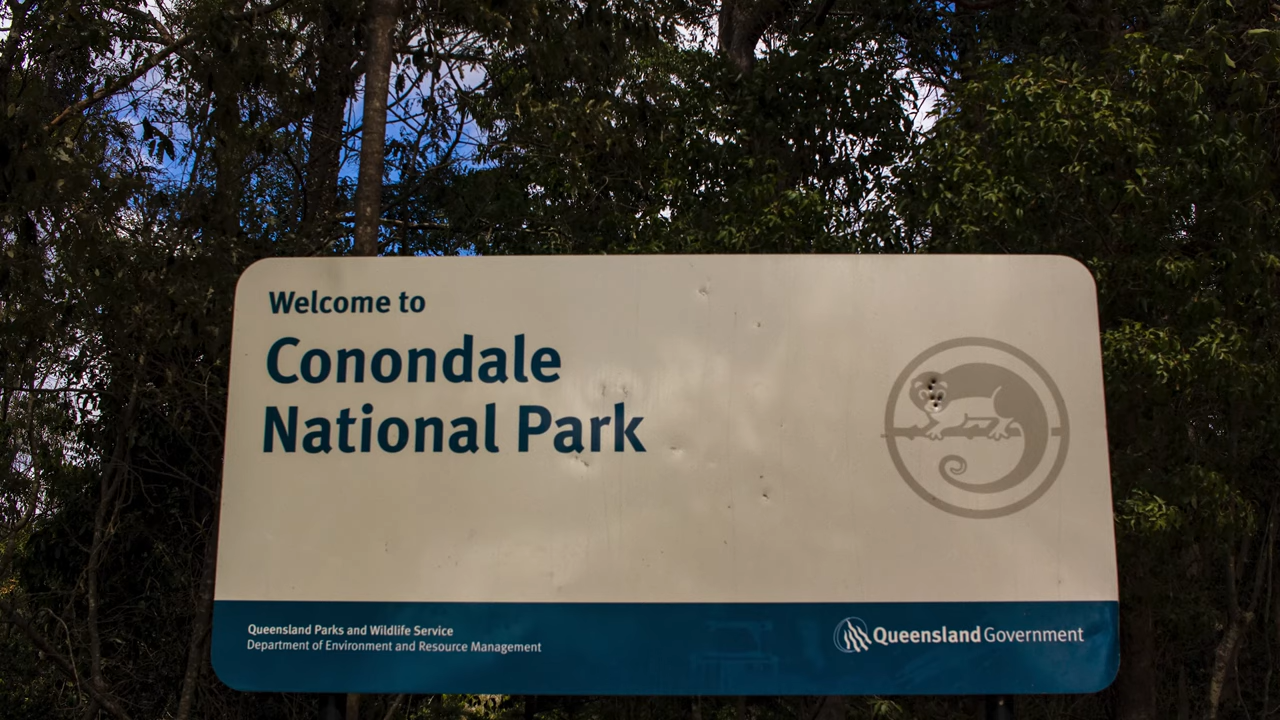 Welcome to
Conondale
National Park
Queensland Parks and Wildlife Service
Department of Environment and Resource Management
Queensland Government